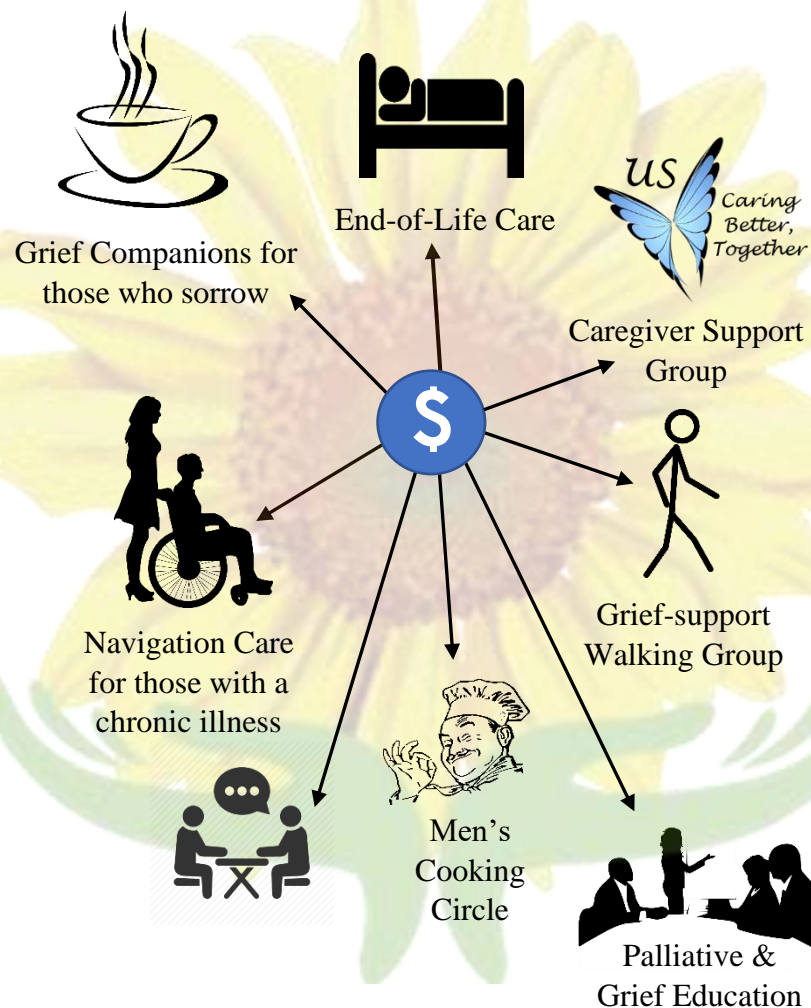 End-of-Life Care
US
Caring
Better,
Together
Grief Companions for
those who sorrow
Caregiver Support
Group
$
Grief-support
Walking Group
Navigation Care
for those with a
chronic illness
Men’s
Cooking
Circle
Palliative &
Grief Education